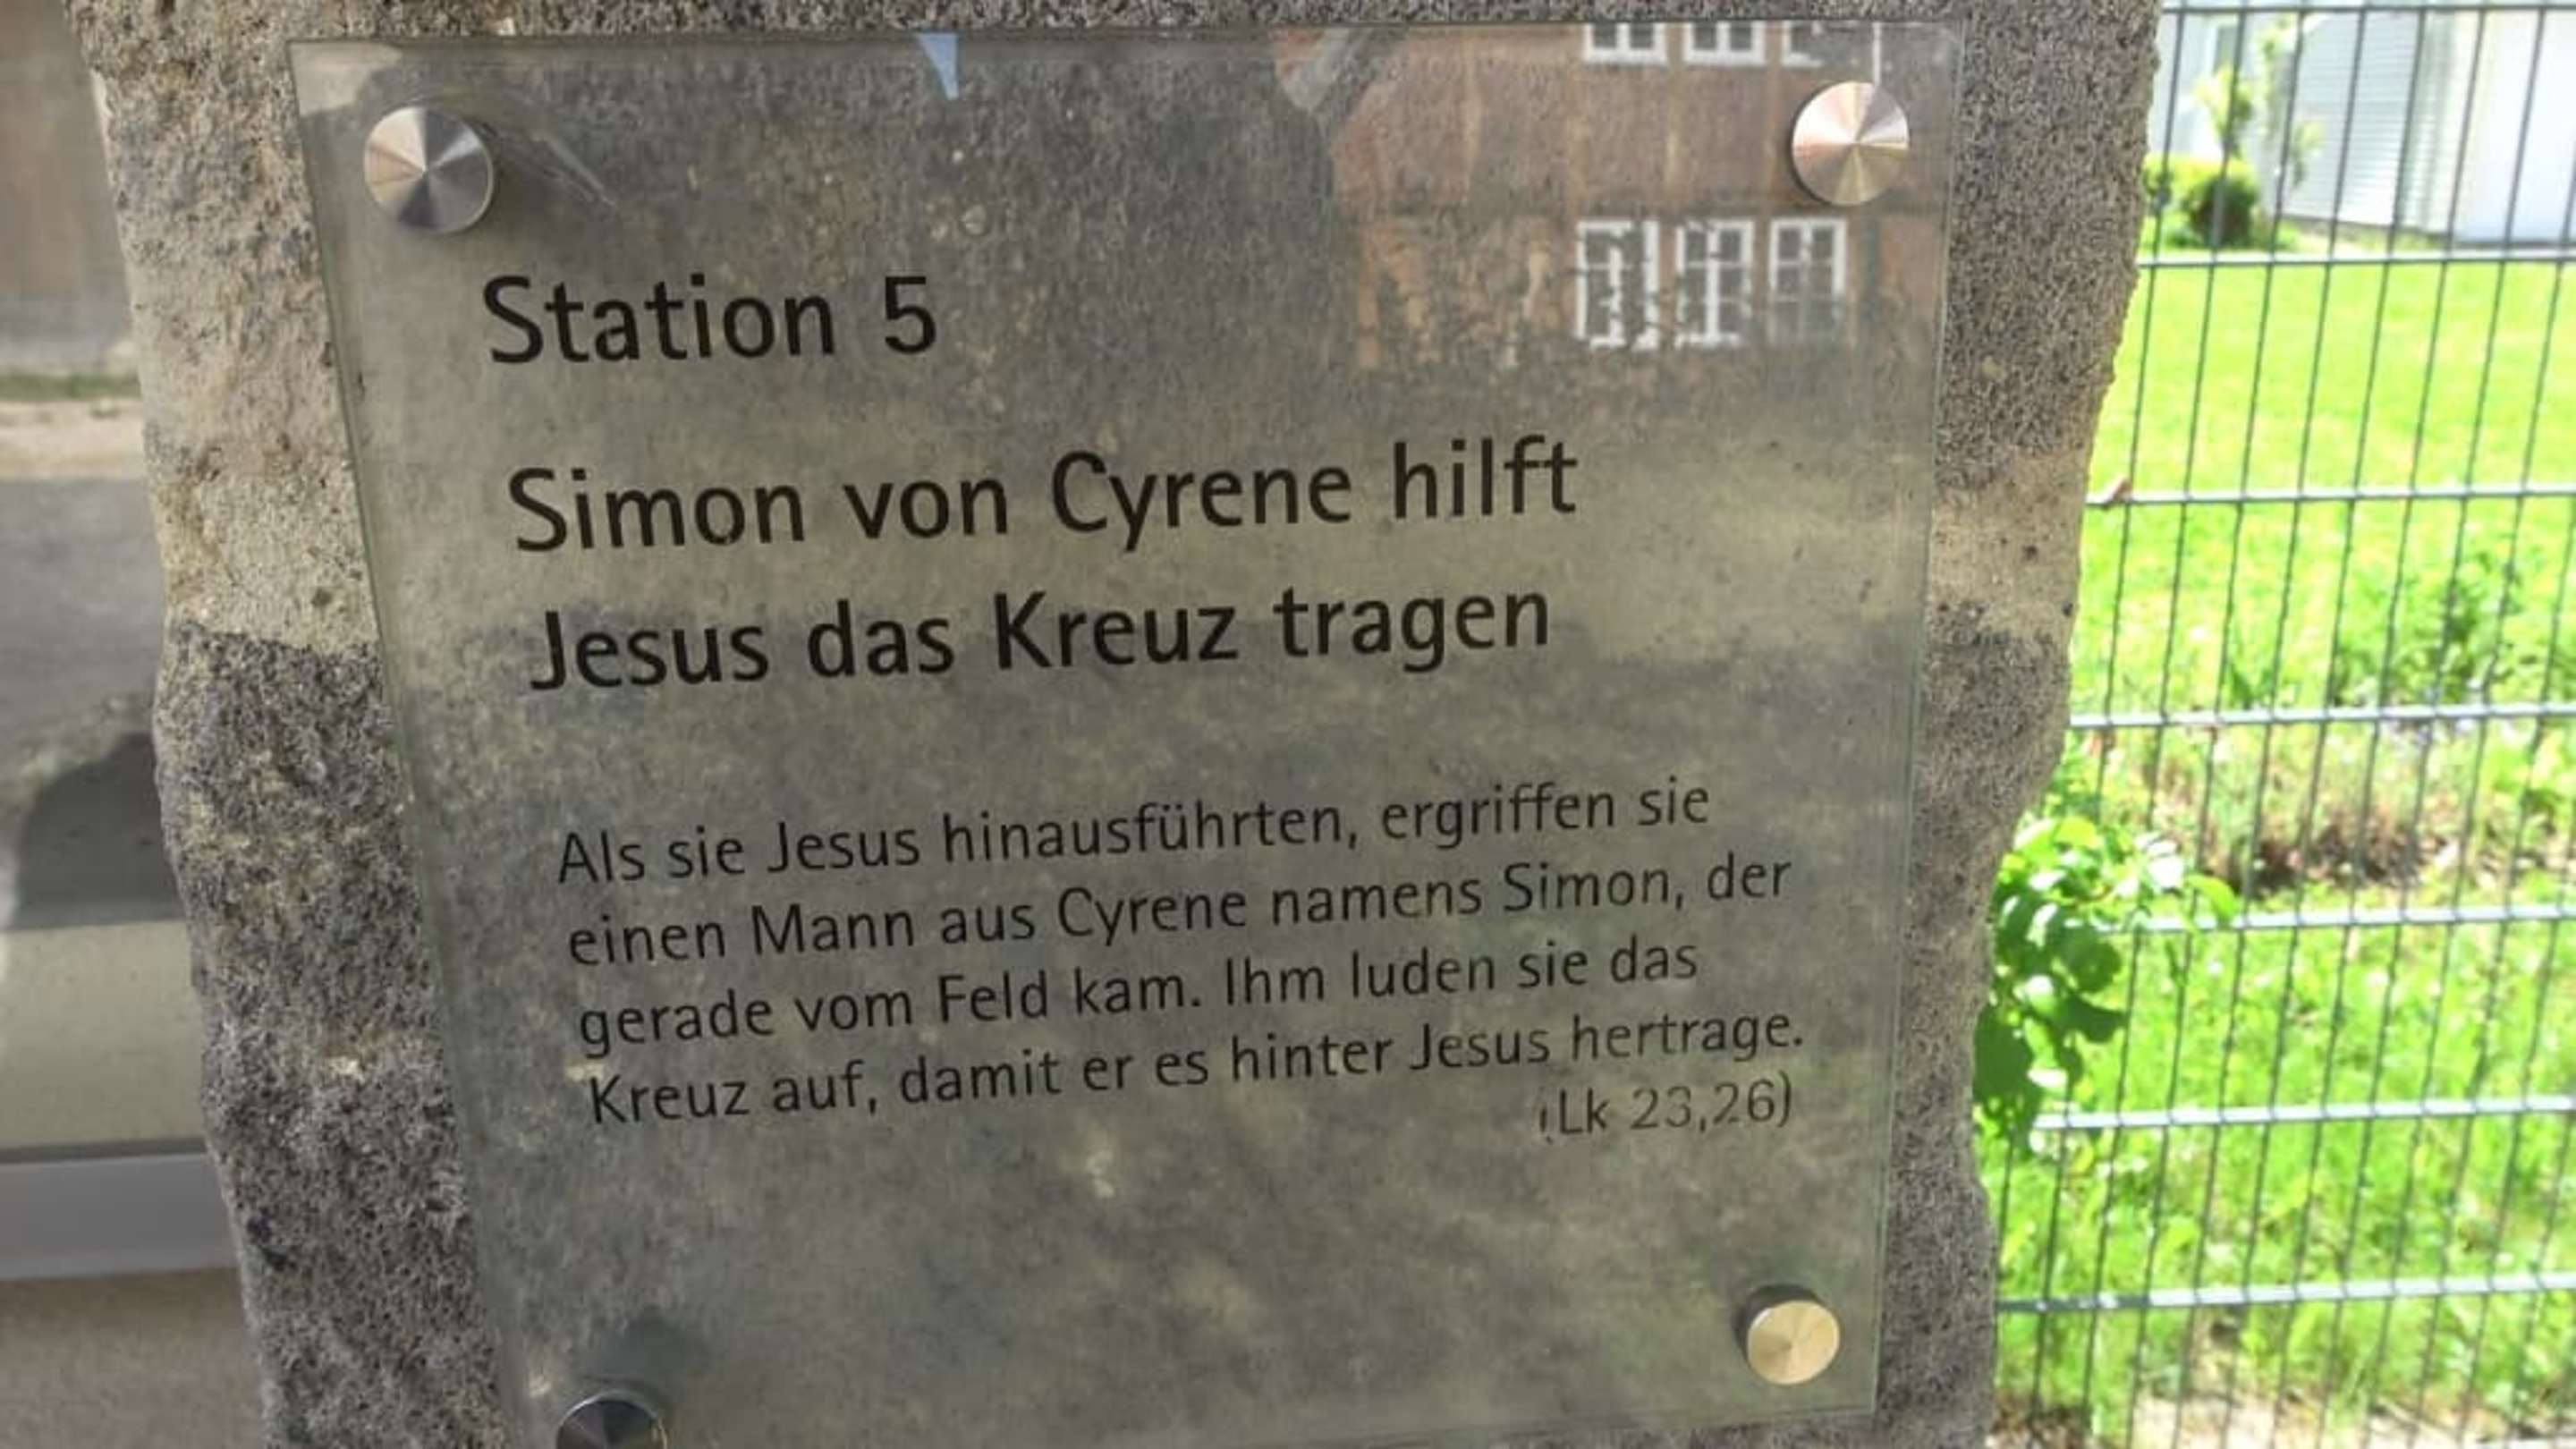 Station 5
Simon von Cyrene hilft
Jesus das Kreuz tragen
Als sie Jesus hinausführten, ergriffen sie
einen Mann aus Cyrene namens Simon, der
gerade vom Feld kam. Ihm luden sie das
Kreuz auf, damit er es hinter Jesus hertrage.
(Lk 23,26)